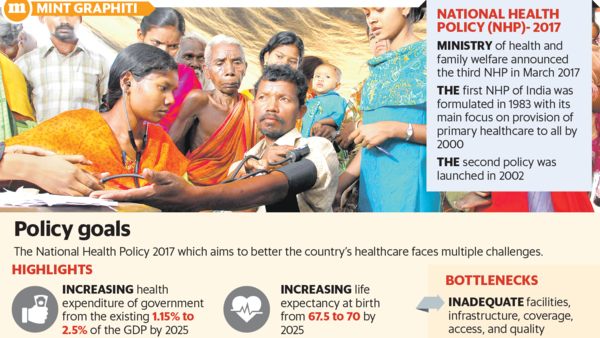 m MINT GRAPHITI
NATIONAL HEALTH
POLICY (NHP)- 2017
MINISTRY of health and
family welfare announced
the third NHP in March 2017
THE first NHP of India was
formulated in 1983 with its
main focus on provision of
primary healthcare to all by
2000
THE second policy was
launched in 2002
Policy goals
The National Health Policy 2017 which aims to better the country's healthcare faces multiple challenges.
HIGHLIGHTS
INCREASING health
expenditure of government
from the existing 1.15% to
2.5% of the GDP by 2025
INCREASING life
expectancy at birth
from 67.5 to 70 by
2025
BOTTLENECKS
INADEQUATE facilities,
infrastructure, coverage,
access, and quality